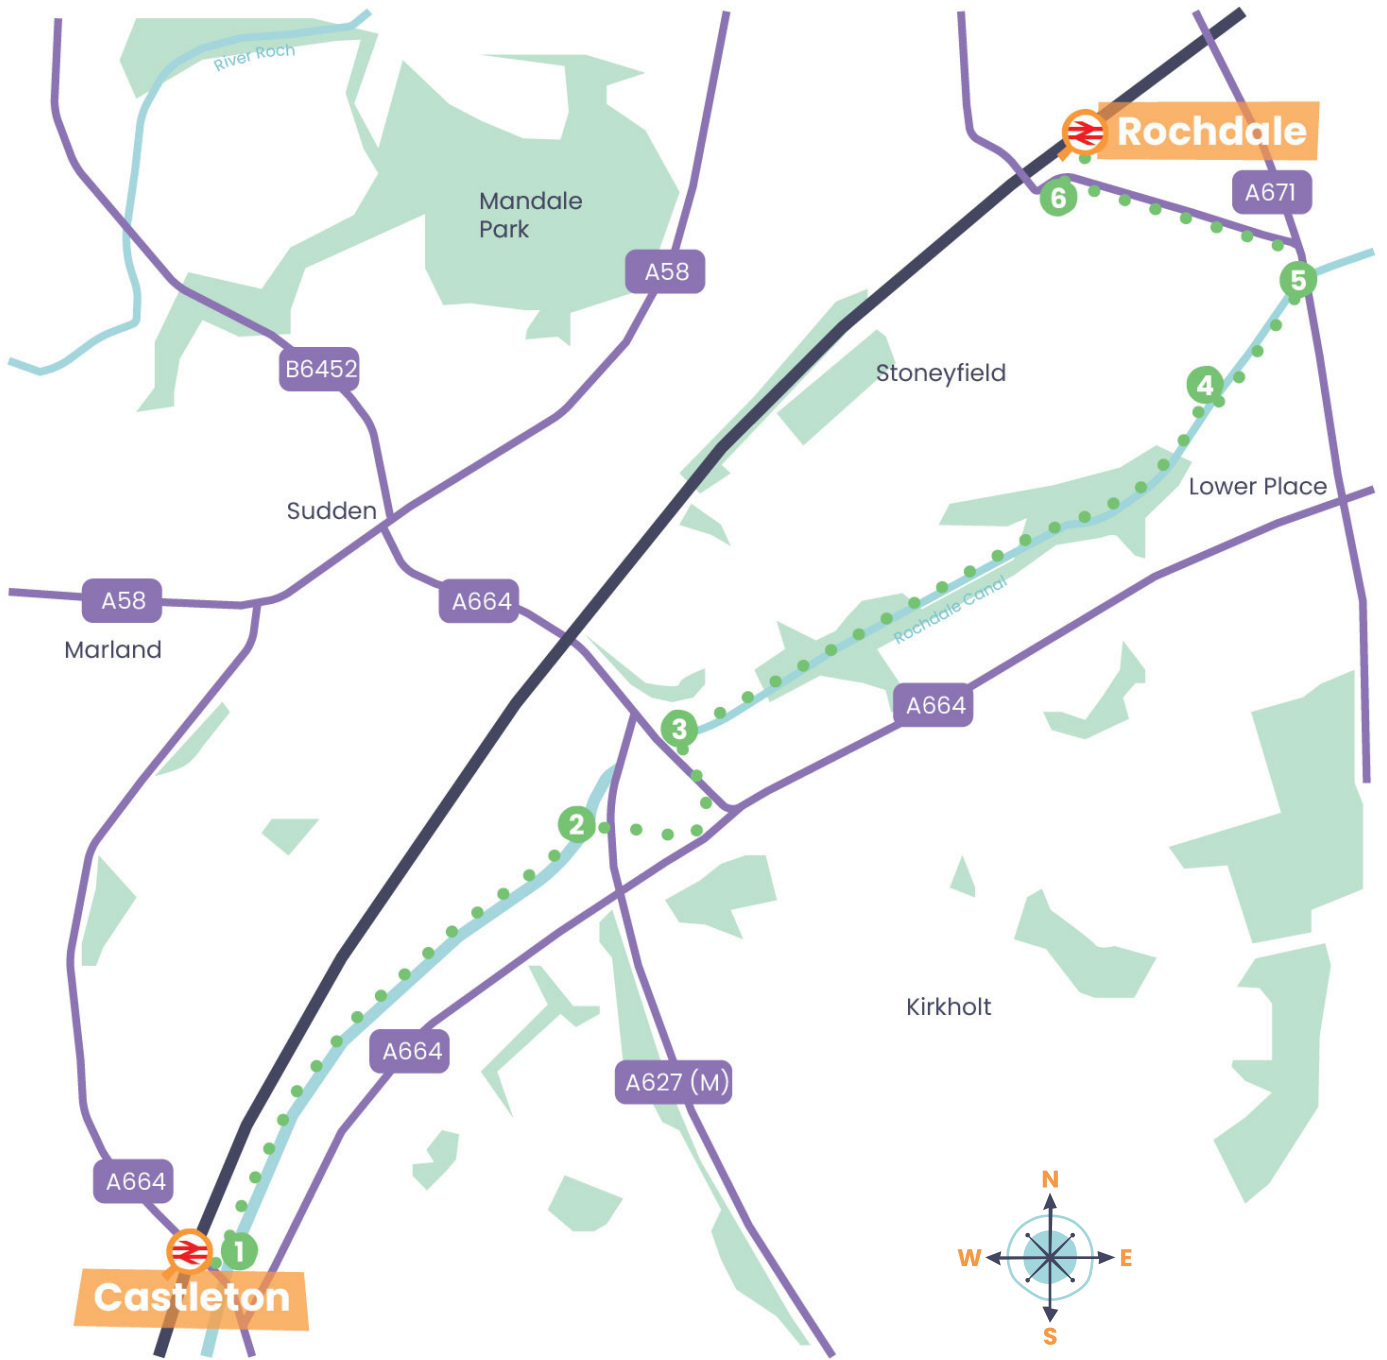 River Roch
Rochdale
A671
6
Mandale
Park
A58
5
B6452
Stoneyfield
4
Lower Place
Sudden
A58
A664
Rochdale Canal
Marland
A664
3
2
Kirkholt
A664
A627 (M)
A664
N
W
E
S
1
Castleton